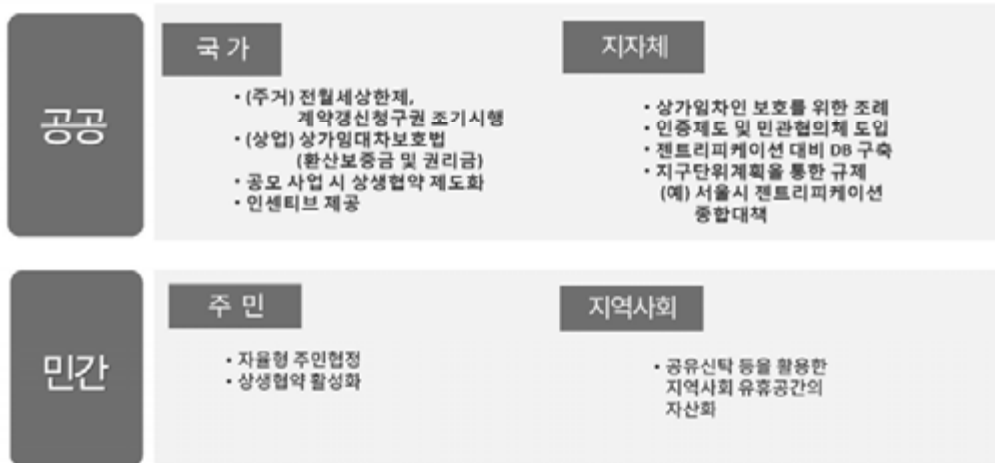 공공
국 가
• (주거) 전월세상한제,
계약갱신청구권 조기시행
• (상업) 상가임대차보호법
(환산보증금 및 권리금)
• 공모 사업 시 상생협약 제도화
• 인센티브 제공
지자체
• 상가임차인 보호를 위한 조례
• 인증제도 및 민관협의체 도입
• 젠트리피케이션 대비 DB 구축
• 지구단위계획을 통한 규제
(예) 서울시 젠트리피케이션
종합대책
민간
주 민
• 자율형 주민협정
• 상생협약 활성화
지역사회
• 공유신탁 등을 활용한
지역사회 유휴공간의
자산화